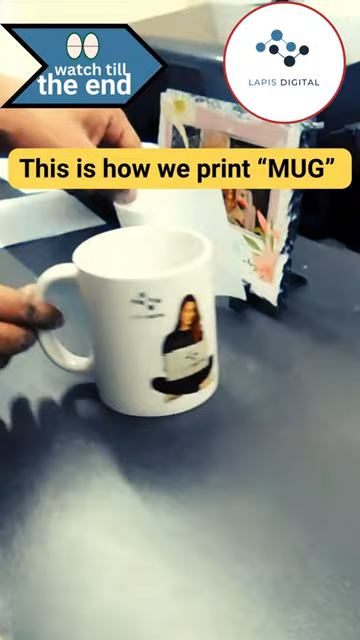 watch till
the end
LAPIS DIGITAL
This is how we print “MUG”